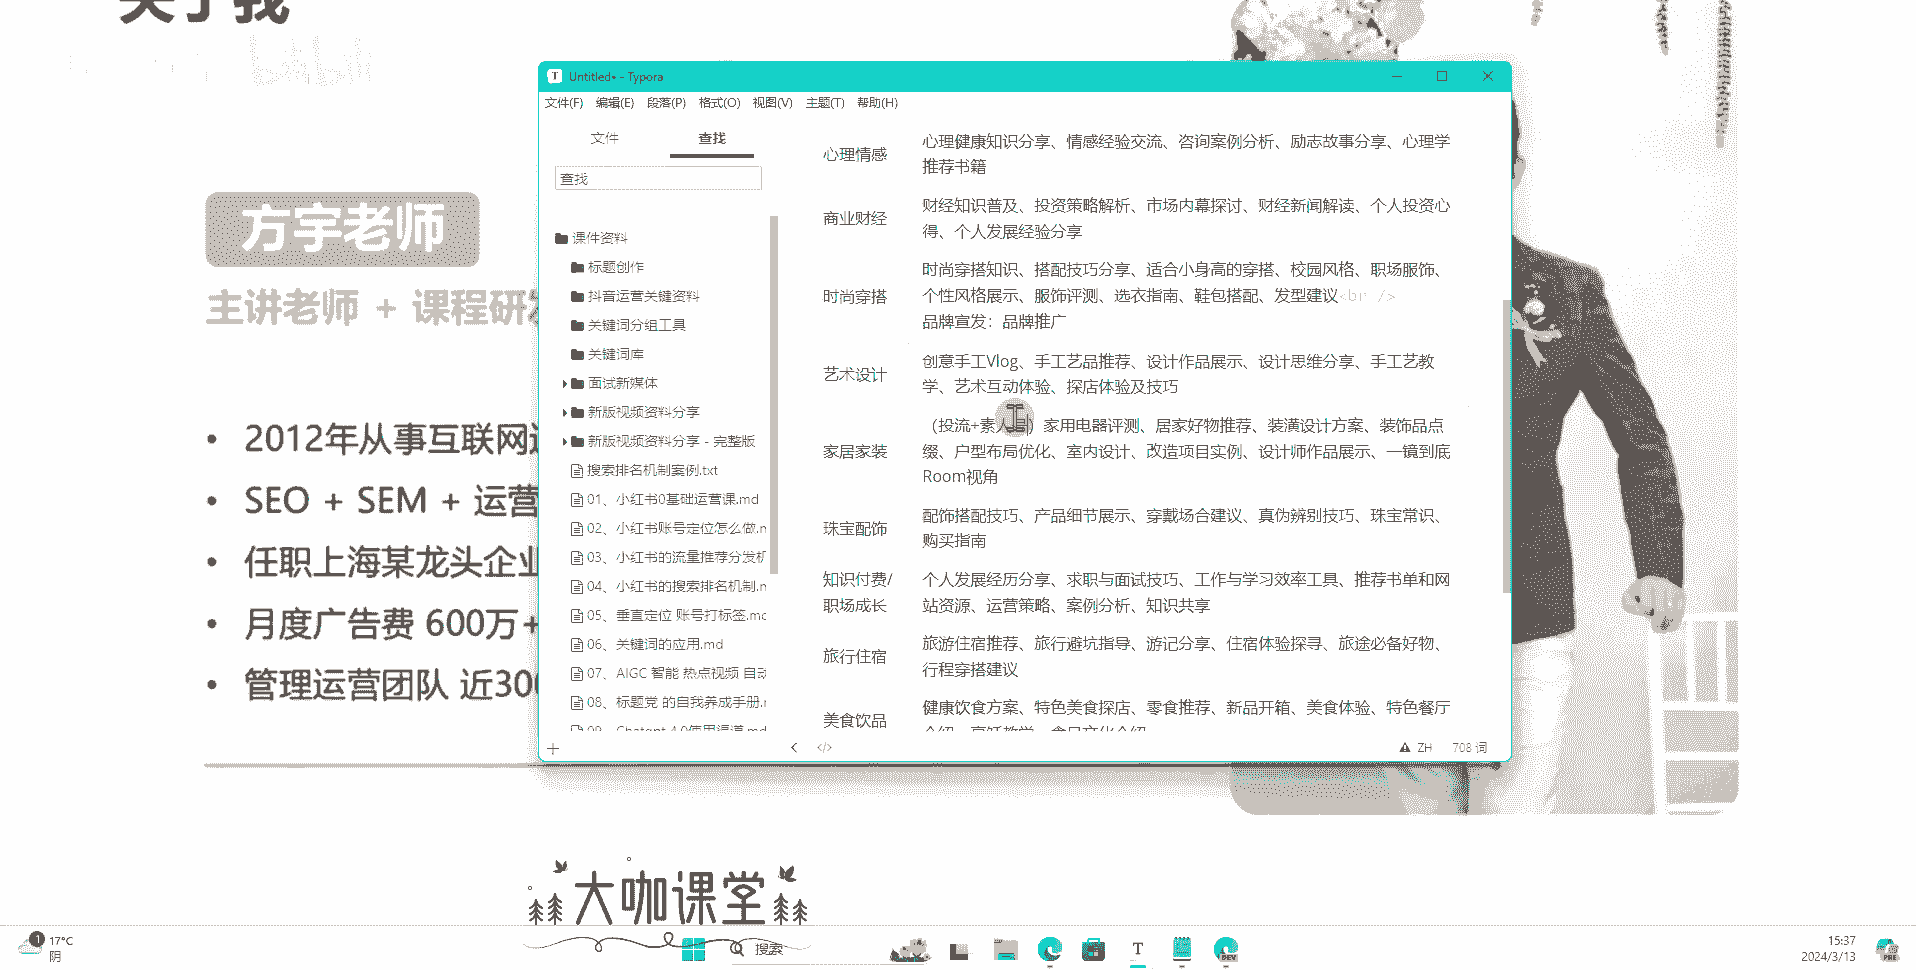 关于我
bilibili
方宇老师
主讲老师 + 课程研
2012年从事互联网
SEO + SEM + 运营
任职上海某龙头企业
月度广告费 600万+
管理运营团队 近30
Untitled• - Typora
文件(F) 编辑(E) 段落(P) 格式(O) 视图(V) 主题(T) 帮助(H)
文件 查找
查找
课件资料
标题创作
抖音运营关键资料
关键词分组工具
关键词库
面试新媒体
新版视频资料分享
新版视频资料分享 - 完整版
搜索排名机制案例.txt
01、小红书0基础运营课.md
02、小红书账号定位怎么做.m
03、小红书的流量推荐分发机
04、小红书的搜索排名机制.m
05、垂直定位 账号打标签.md
06、关键词的应用.md
07、AIGC 智能 热点视频 自动
08、标题党 的自我养成手册.m
09、Chatgpt 4.0使用渠道.md
心理情感
心理健康知识分享、情感经验交流、咨询案例分析、励志故事分享、心理学
推荐书籍
商业财经
财经知识普及、投资策略解析、市场内幕探讨、财经新闻解读、个人投资心
得、个人发展经验分享
时尚穿搭
时尚穿搭知识、搭配技巧分享、适合小身高的穿搭、校园风格、职场服饰、
个性风格展示、服饰评测、选衣指南、鞋包搭配、发型建议<br />
品牌宣发：品牌推广
艺术设计
创意手工Vlog、手工艺品推荐、设计作品展示、设计思维分享、手工艺教
学、艺术互动体验、探店体验及技巧
家居家装
（投流+素人 ）家用电器评测、居家好物推荐、装潢设计方案、装饰品点
缀、户型布局优化、室内设计、改造项目实例、设计师作品展示、一镜到底
Room视角
珠宝配饰
配饰搭配技巧、产品细节展示、穿戴场合建议、真伪辨别技巧、珠宝常识、
购买指南
知识付费/
职场成长
个人发展经历分享、求职与面试技巧、工作与学习效率工具、推荐书单和网
站资源、运营策略、案例分析、知识共享
旅行住宿
旅游住宿推荐、旅行避坑指导、游记分享、住宿体验探寻、旅途必备好物、
行程穿搭建议
美食饮品
健康饮食方案、特色美食探店、零食推荐、新品开箱、美食体验、特色餐厅
介绍、烹饪教学、食品文化介绍
ZH 708 词
大咖课堂
1 17°C
阴
搜索
T
DEV
15:37
2024/3/13
PRE